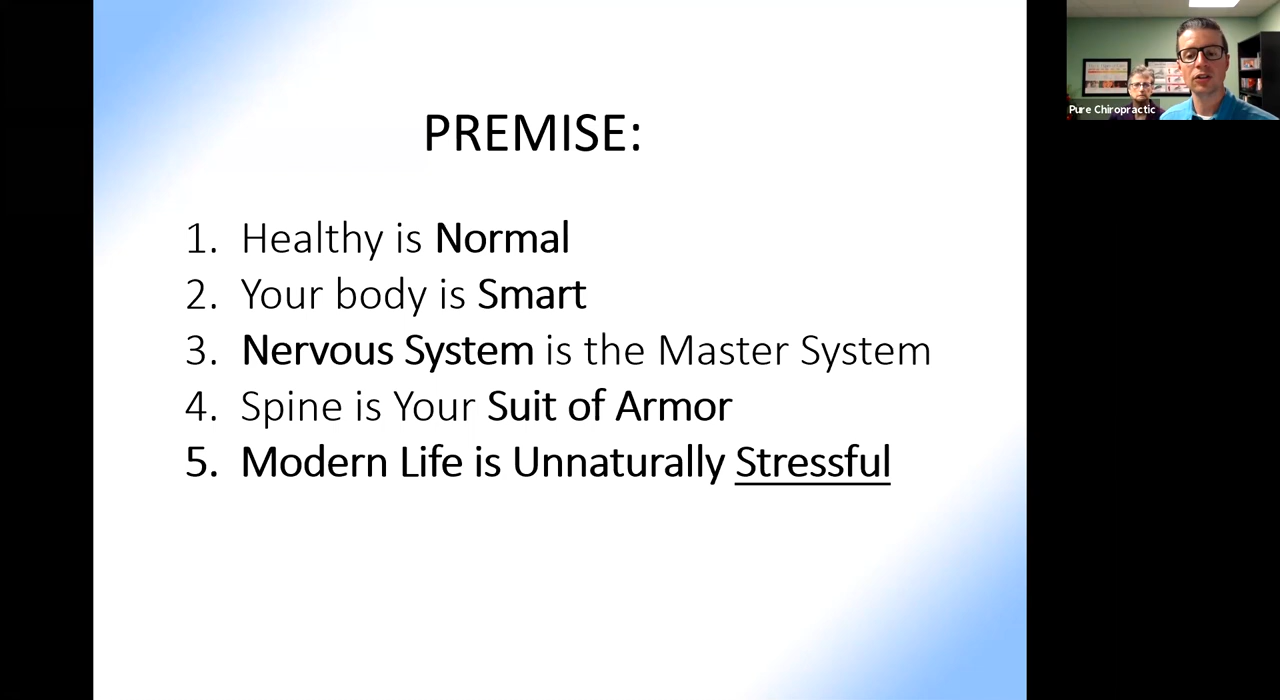 PREMISE:
1. Healthy is Normal
2. Your body is Smart
3. Nervous System is the Master System
4. Spine is Your Suit of Armor
5. Modern Life is Unnaturally Stressful
Pure Chiropractic